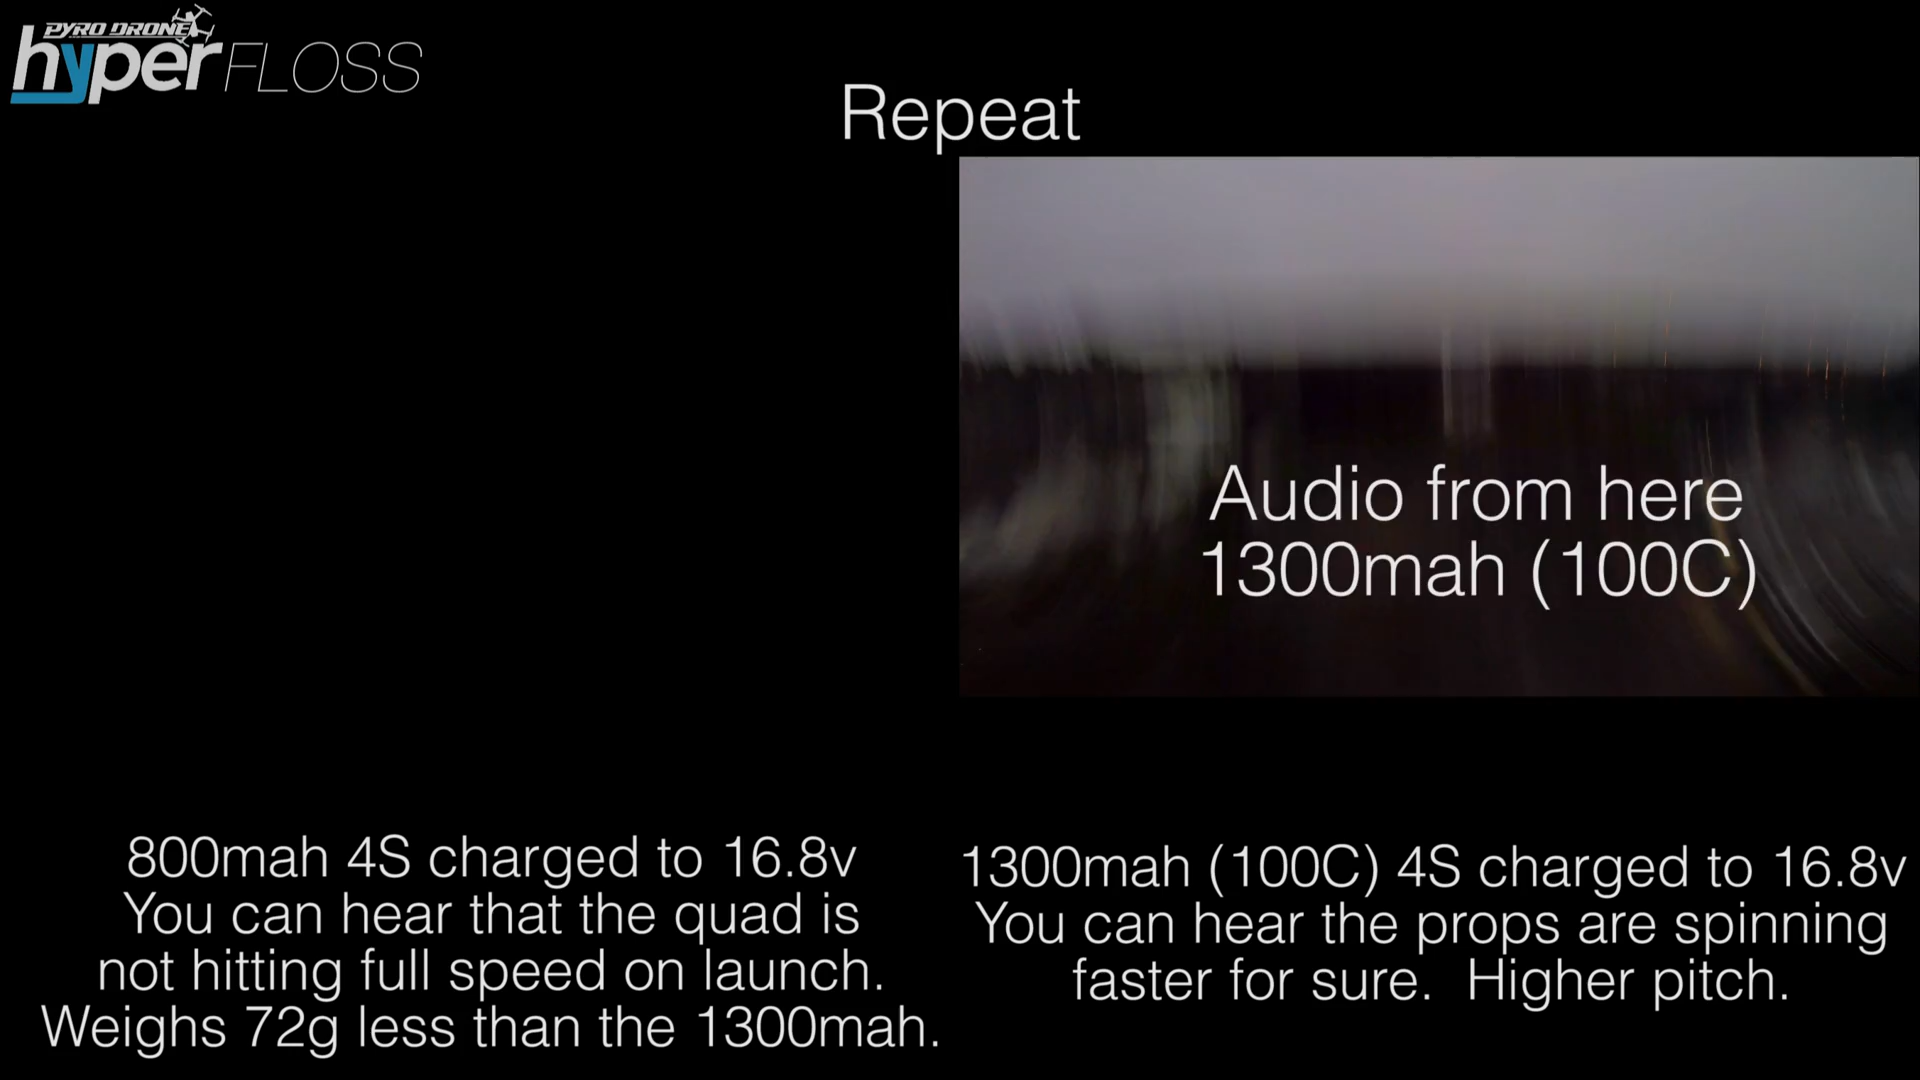 PYRO DRONE
hyperFLOSS
Repeat
Audio from here
1300mah (100C)
800mah 4S charged to 16.8v
You can hear that the quad is
not hitting full speed on launch.
Weighs 72g less than the 1300mah.
1300mah (100C) 4S charged to 16.8v
You can hear the props are spinning
faster for sure.  Higher pitch.